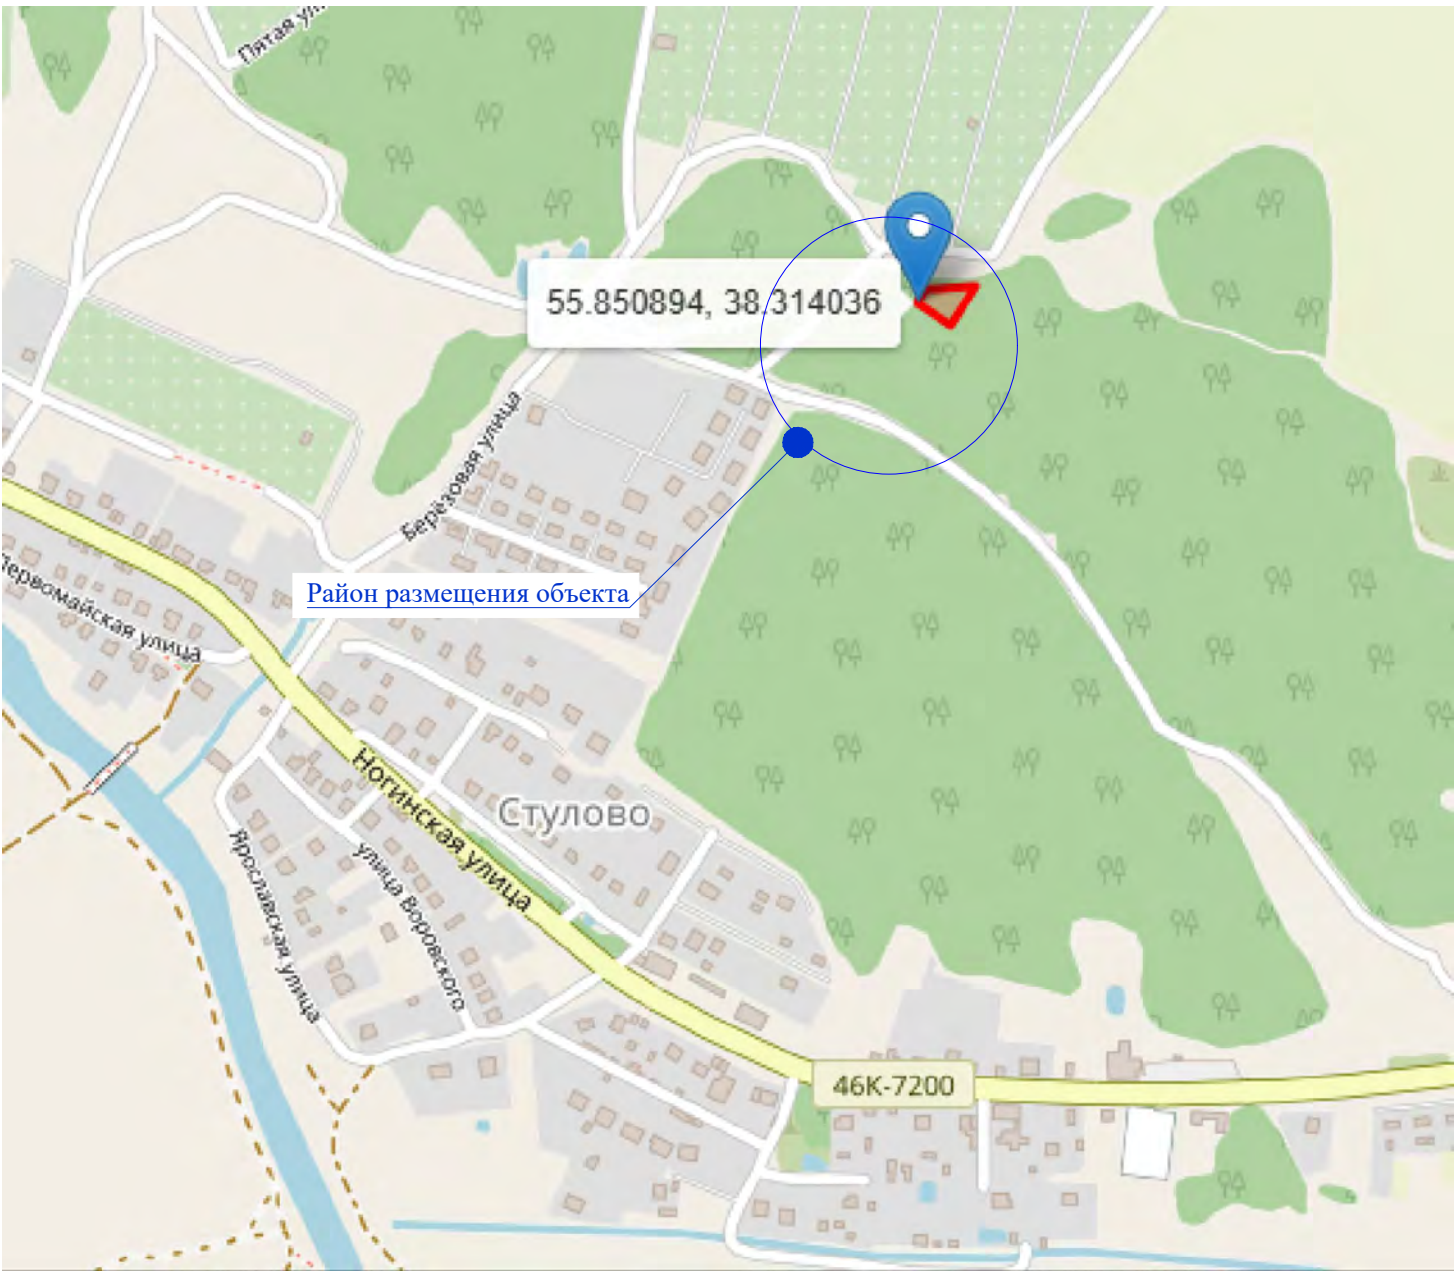 Пятая ул.
55.850894, 38.314036
Берёзовая улица
Район размещения объекта
Первомайская улица
Ногинская улица
Стулово
Ярославская улица
улица Воровского
46К-7200